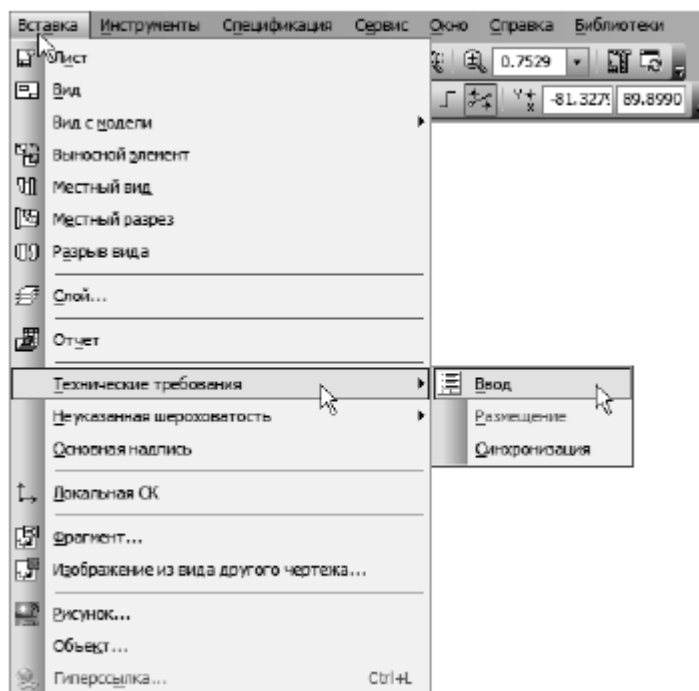 Вставка Инструменты Спецификация Сервис Окно Справка Библиотеки
Лист
0.7529
Вид
-81.3279 89.8990
Вид с модели
Выносной элемент
Местный вид
Местный разрез
Разрыв вида
Слой...
Отчет
Технические требования
Ввод
Неуказанная шероховатость
Размещение
Основная надпись
Синхронизация
Локальная СК
Фрагмент...
Изображение из вида другого чертежа...
Рисунок...
Объект...
Гиперссылка... Ctrl+L